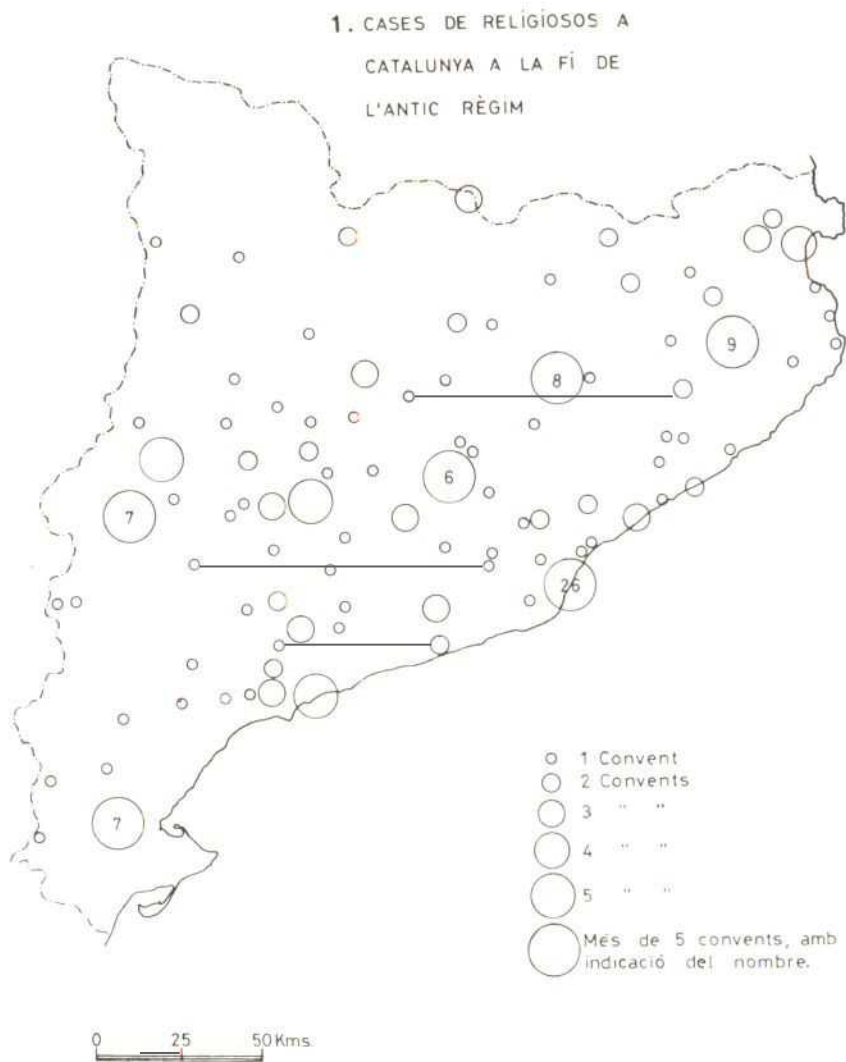 1. CASES DE RELIGIOSOS A
CATALUNYA A LA FÍ DE
L'ANTIC RÈGIM
9
8
6
7
26
7
1 Convent
2 Convents
3 " "
4 " "
5 " "
Més de 5 convents, amb
indicació del nombre.
0 25 50 Kms.